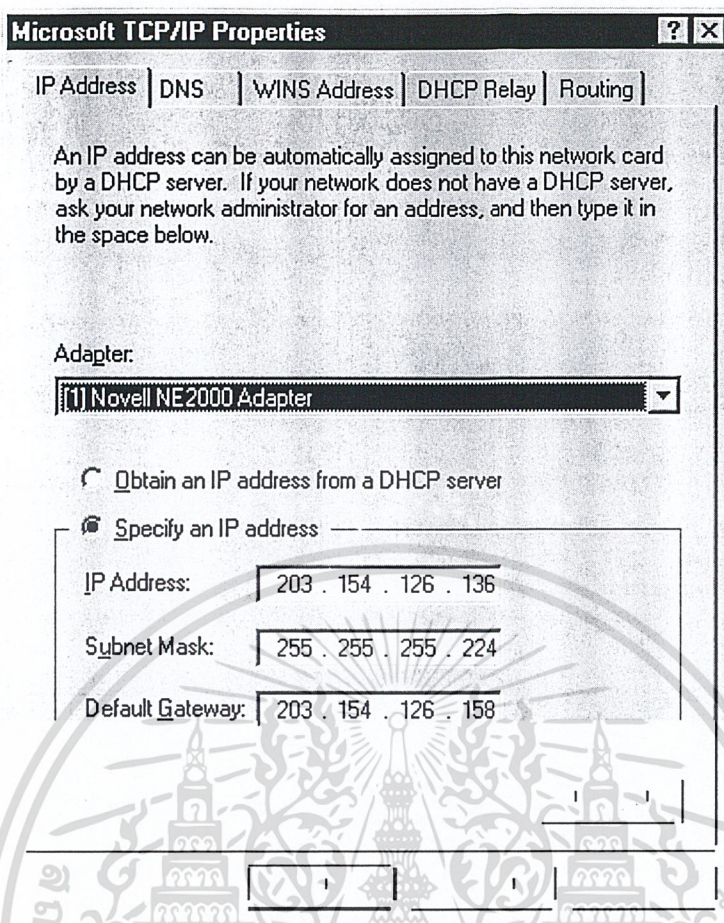 Microsoft TCP/IP Properties
IP Address DNS WINS Address DHCP Relay Routing
An IP address can be automatically assigned to this network card
by a DHCP server. If your network does not have a DHCP server,
ask your network administrator for an address, and then type it in
the space below.
Adapter:
[1] Novell NE2000 Adapter
Obtain an IP address from a DHCP server
Specify an IP address
IP Address: 203 . 154 . 126 . 136
Subnet Mask: 255 . 255 . 255 . 224
Default Gateway: 203 . 154 . 126 . 158